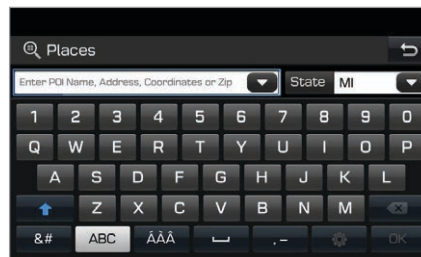 Places
Enter POI Name, Address, Coordinates or Zip State MI
1 2 3 4 5 6 7 8 9 0
Q W E R T Y U I O P
A S D F G H J K L
Z X C V B N M
&# ABC ÁÀÂ . – OK